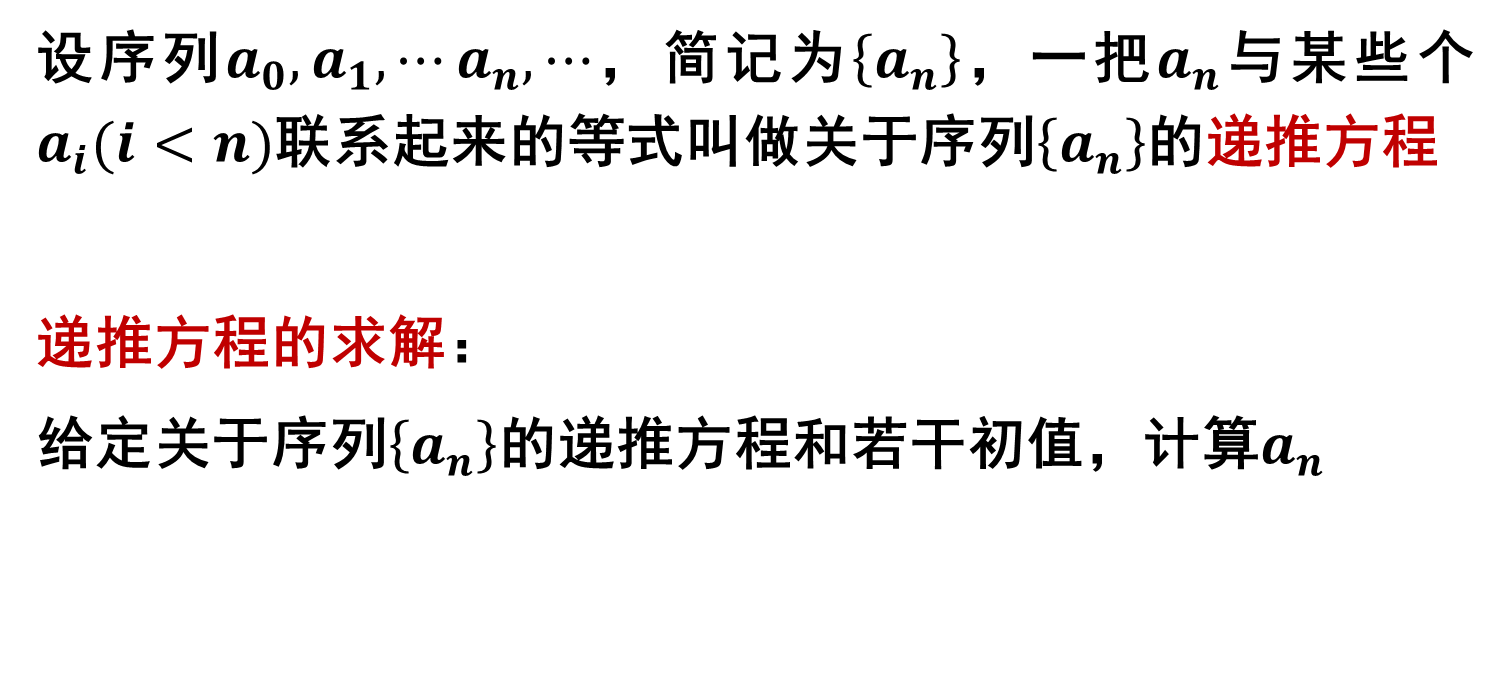 设序列a₀, a₁, ⋯ aₙ, ⋯，简记为{aₙ}，一把aₙ与某些个
aᵢ(i < n)联系起来的等式叫做关于序列{aₙ}的递推方程
递推方程的求解：
给定关于序列{aₙ}的递推方程和若干初值，计算aₙ